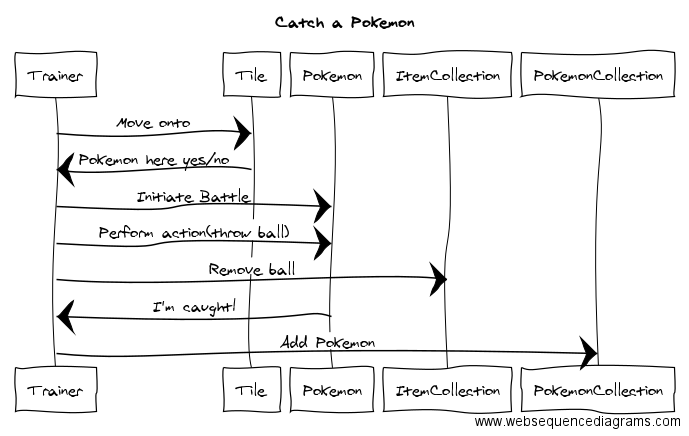 Catch a Pokemon
Trainer Tile Pokemon ItemCollection PokemonCollection
Move onto
Pokemon here yes/no
Initiate Battle
Perform action(throw ball)
Remove ball
I'm caught!
Add Pokemon
Trainer Tile Pokemon ItemCollection PokemonCollection
www.websequencediagrams.com